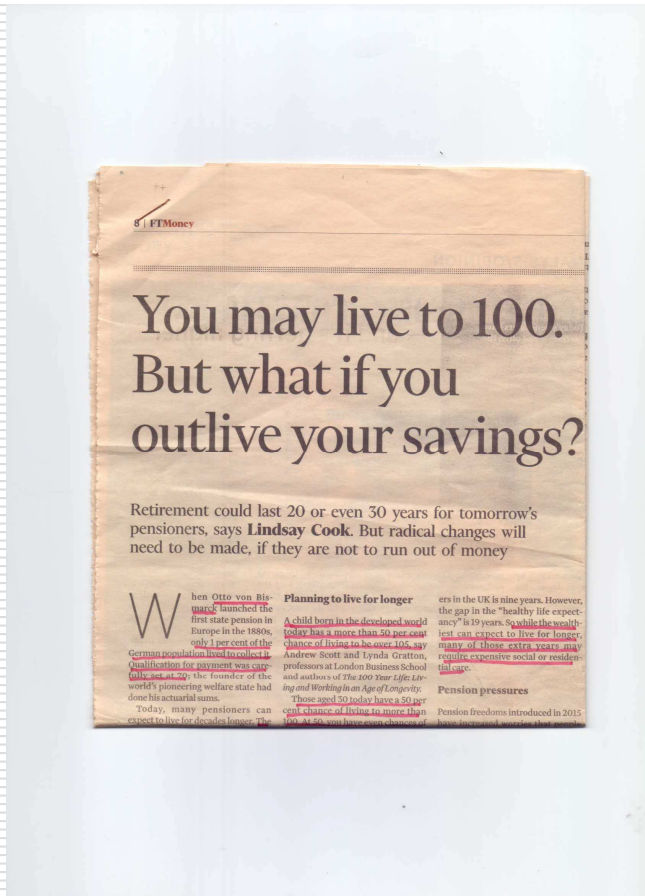 8 | FTMoney
You may live to 100.
But what if you
outlive your savings?
Retirement could last 20 or even 30 years for tomorrow's
pensioners, says Lindsay Cook. But radical changes will
need to be made, if they are not to run out of money
When Otto von Bis-
marck launched the
first state pension in
Europe in the 1880s,
only 1 per cent of the
German population lived to collect it.
Qualification for payment was care-
fully set at 70: the founder of the
world's pioneering welfare state had
done his actuarial sums.
Today, many pensioners can
expect to live for decades longer. The
Planning to live for longer
A child born in the developed world
today has a more than 50 per cent
chance of living to be over 105, say
Andrew Scott and Lynda Gratton,
professors at London Business School
and authors of The 100 Year Life: Liv-
ing and Working in an Age of Longevity.
Those aged 30 today have a 50 per
cent chance of living to more than
100. At 50, you have even chances of
ers in the UK is nine years. However,
the gap in the "healthy life expect-
ancy" is 19 years. So while the wealth-
iest can expect to live for longer,
many of those extra years may
require expensive social or residen-
tial care.
Pension pressures
Pension freedoms introduced in 2015
have increased worries that people